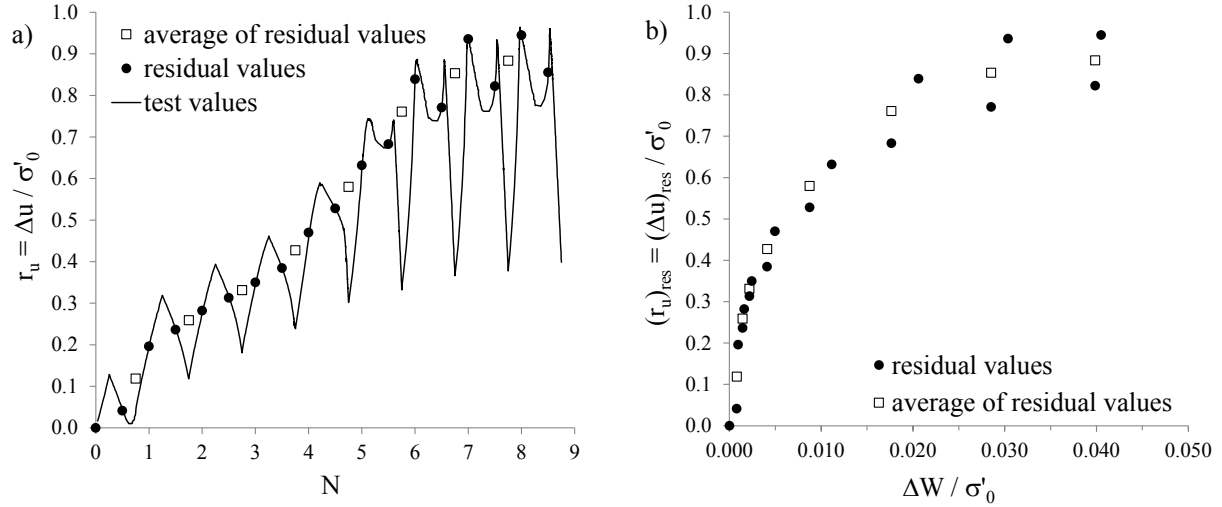 a)
r_u = Δu / σ'_0
1.0
0.9
0.8
0.7
0.6
0.5
0.4
0.3
0.2
0.1
0.0
average of residual values
residual values
test values
0 1 2 3 4 5 6 7 8 9
N
b)
(r_u)_res = (Δu)_res / σ'_0
1.0
0.9
0.8
0.7
0.6
0.5
0.4
0.3
0.2
0.1
0.0
residual values
average of residual values
0.000 0.010 0.020 0.030 0.040 0.050
ΔW / σ'_0